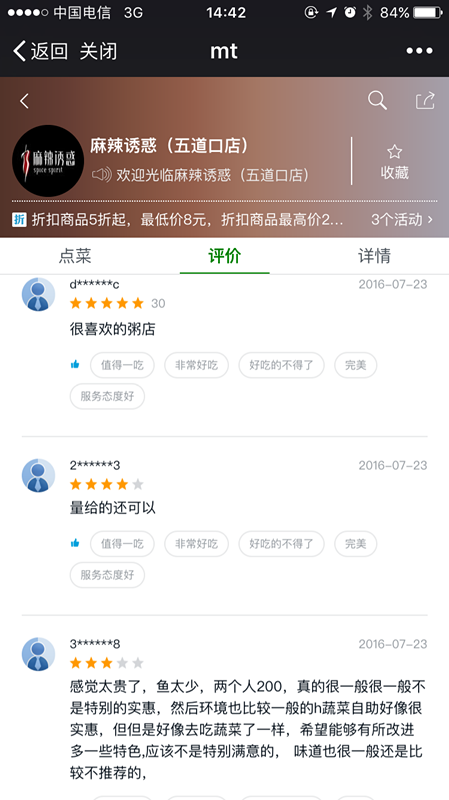 中国电信 3G 14:42 84%
返回 关闭 mt
麻辣诱惑
spice spirit
麻辣诱惑（五道口店）
欢迎光临麻辣诱惑（五道口店）
收藏
折 折扣商品5折起，最低价8元，折扣商品最高价2... 3个活动
点菜 评价 详情
d******c 2016-07-23
30
很喜欢的粥店
值得一吃 非常好吃 好吃的不得了 完美
服务态度好
2******3 2016-07-23
量给的还可以
值得一吃 非常好吃 好吃的不得了 完美
服务态度好
3******8 2016-07-23
感觉太贵了，鱼太少，两个人200，真的很一般很一般不
是特别的实惠，然后环境也比较一般的h蔬菜自助好像很
实惠，但但是好像去吃蔬菜了一样，希望能够有所改进
多一些特色,应该不是特别满意的， 味道也很一般还是比
较不推荐的，